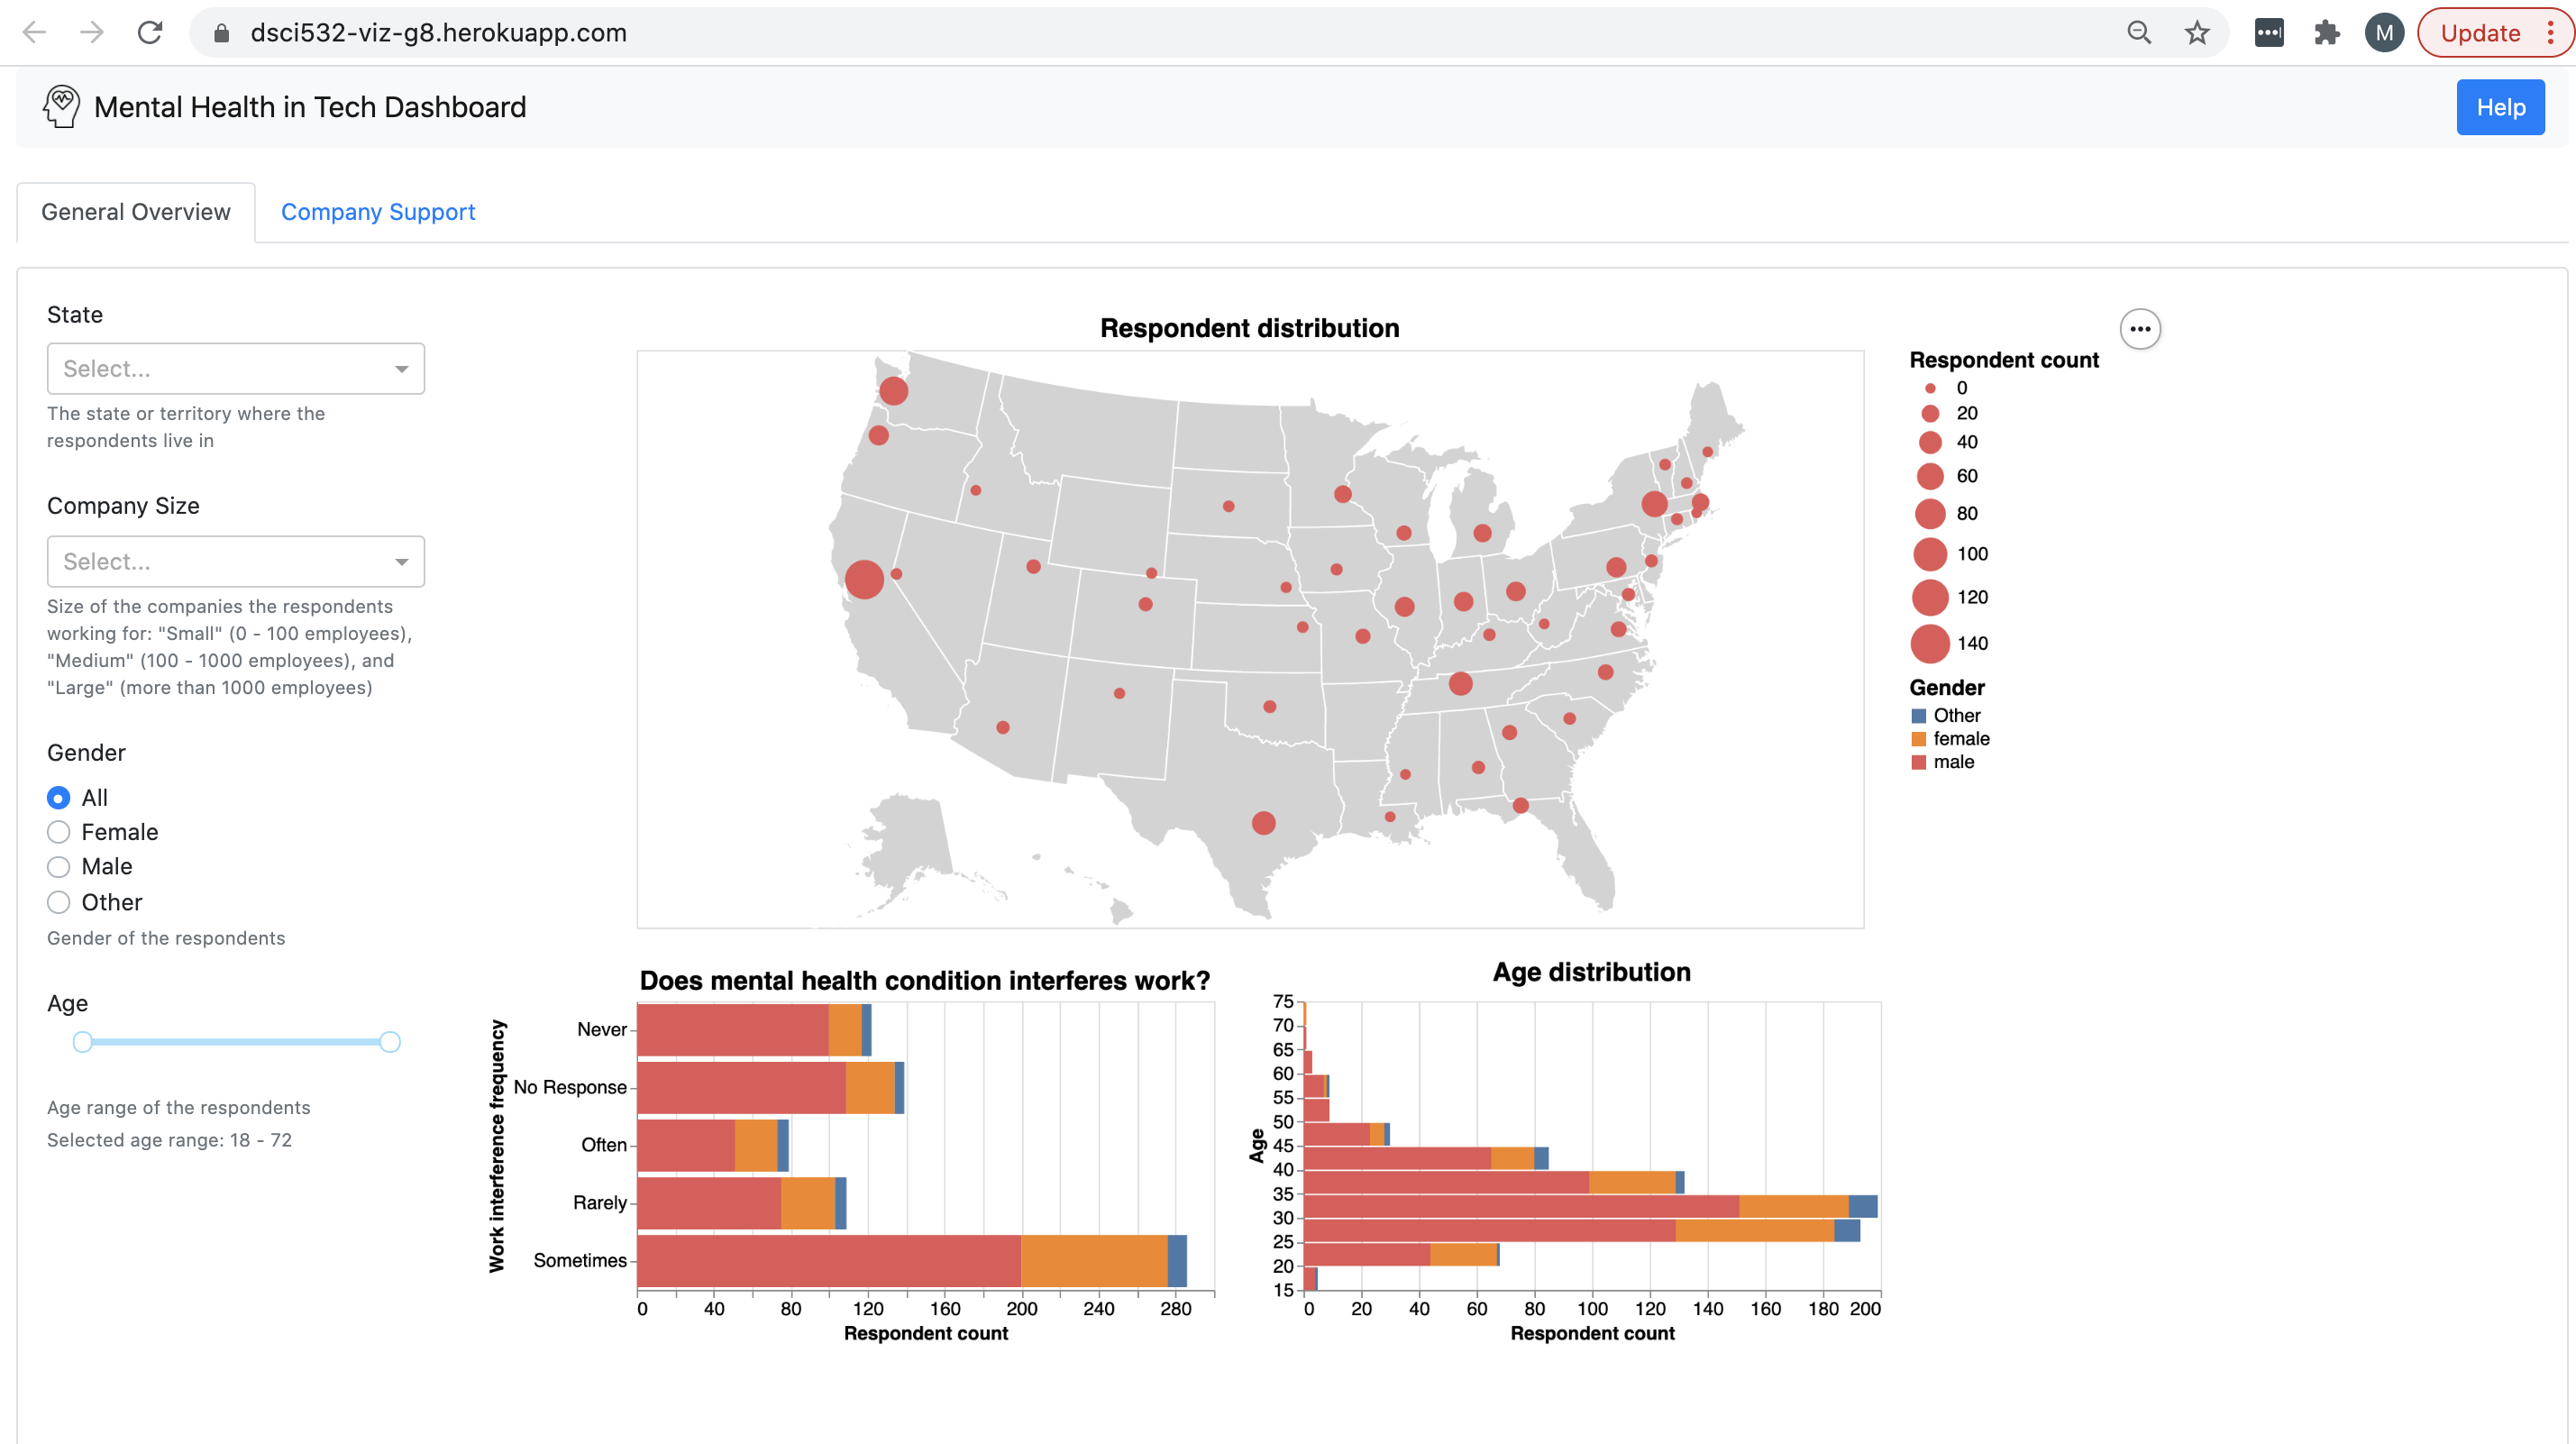 dsci532-viz-g8.herokuapp.com
M
Update
Mental Health in Tech Dashboard
Help
General Overview
Company Support
State
Select...
The state or territory where the
respondents live in
Company Size
Select...
Size of the companies the respondents
working for: "Small" (0 - 100 employees),
"Medium" (100 - 1000 employees), and
"Large" (more than 1000 employees)
Gender
All
Female
Male
Other
Gender of the respondents
Age
Age range of the respondents
Selected age range: 18 - 72
Respondent distribution
Respondent count
0
20
40
60
80
100
120
140
Gender
Other
female
male
Does mental health condition interferes work?
Work interference frequency
Never
No Response
Often
Rarely
Sometimes
0 40 80 120 160 200 240 280
Respondent count
Age distribution
Age
75
70
65
60
55
50
45
40
35
30
25
20
15
0 20 40 60 80 100 120 140 160 180 200
Respondent count